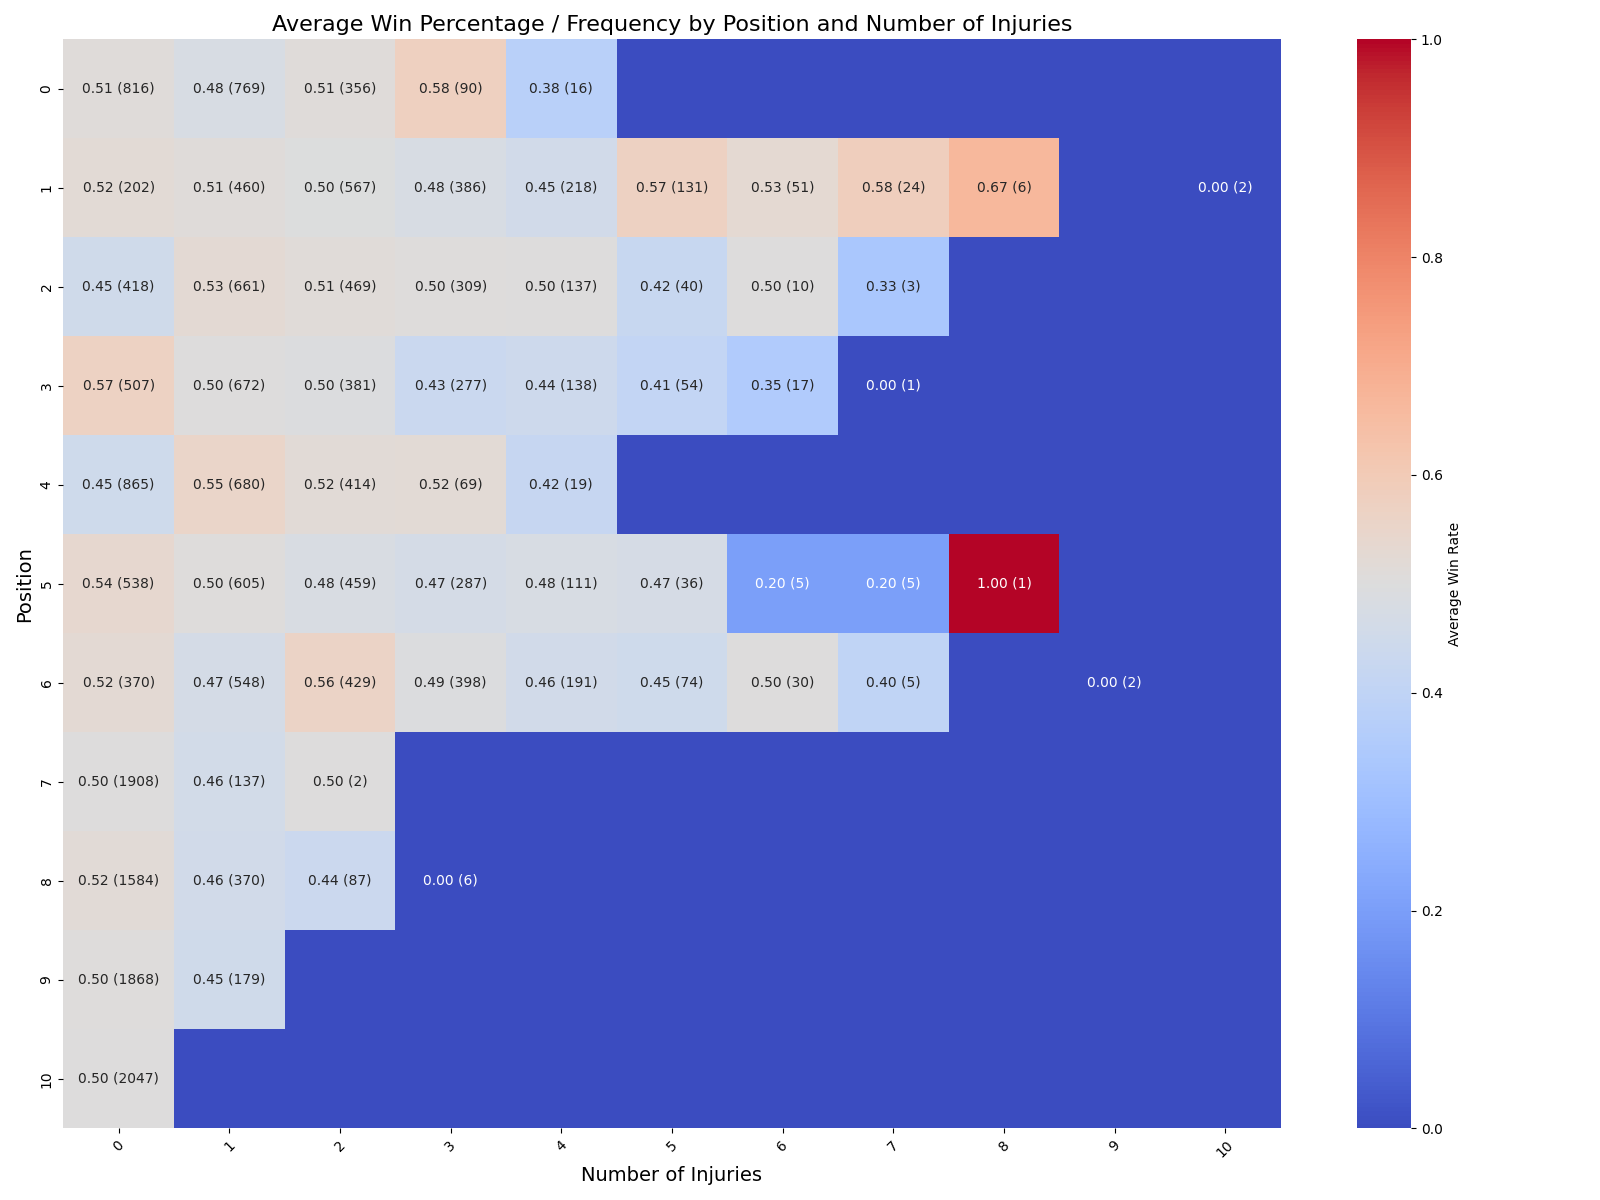 Average Win Percentage / Frequency by Position and Number of Injuries
0 0.51 (816) 0.48 (769) 0.51 (356) 0.58 (90) 0.38 (16)
1 0.52 (202) 0.51 (460) 0.50 (567) 0.48 (386) 0.45 (218) 0.57 (131) 0.53 (51) 0.58 (24) 0.67 (6) 0.00 (2)
2 0.45 (418) 0.53 (661) 0.51 (469) 0.50 (309) 0.50 (137) 0.42 (40) 0.50 (10) 0.33 (3)
3 0.57 (507) 0.50 (672) 0.50 (381) 0.43 (277) 0.44 (138) 0.41 (54) 0.35 (17) 0.00 (1)
4 0.45 (865) 0.55 (680) 0.52 (414) 0.52 (69) 0.42 (19)
5 0.54 (538) 0.50 (605) 0.48 (459) 0.47 (287) 0.48 (111) 0.47 (36) 0.20 (5) 0.20 (5) 1.00 (1)
6 0.52 (370) 0.47 (548) 0.56 (429) 0.49 (398) 0.46 (191) 0.45 (74) 0.50 (30) 0.40 (5) 0.00 (2)
7 0.50 (1908) 0.46 (137) 0.50 (2)
8 0.52 (1584) 0.46 (370) 0.44 (87) 0.00 (6)
9 0.50 (1868) 0.45 (179)
10 0.50 (2047)
0 1 2 3 4 5 6 7 8 9 10
Number of Injuries
Position
1.0
0.8
0.6
0.4
0.2
0.0
Average Win Rate